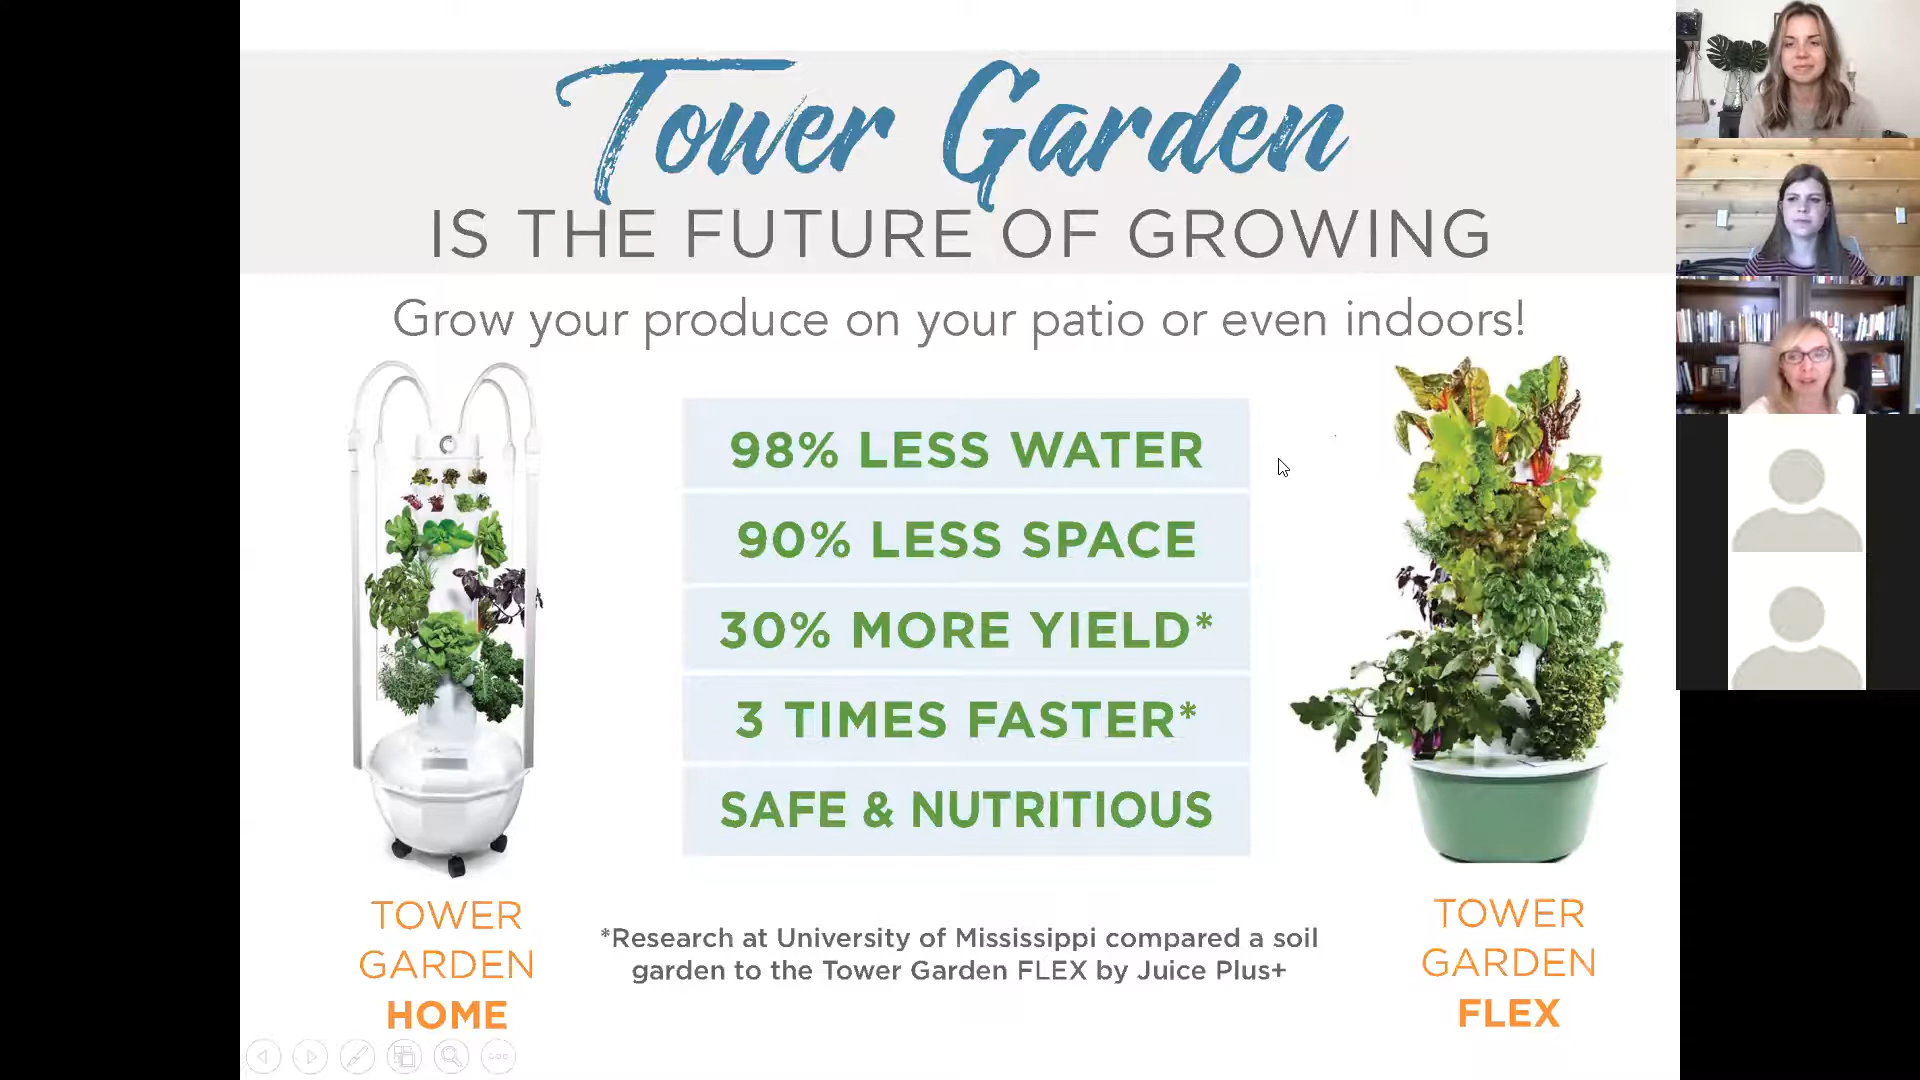 Tower Garden
IS THE FUTURE OF GROWING
Grow your produce on your patio or even indoors!
98% LESS WATER
90% LESS SPACE
30% MORE YIELD*
3 TIMES FASTER*
SAFE & NUTRITIOUS
TOWER
GARDEN
HOME
*Research at University of Mississippi compared a soil
garden to the Tower Garden FLEX by Juice Plus+
TOWER
GARDEN
FLEX